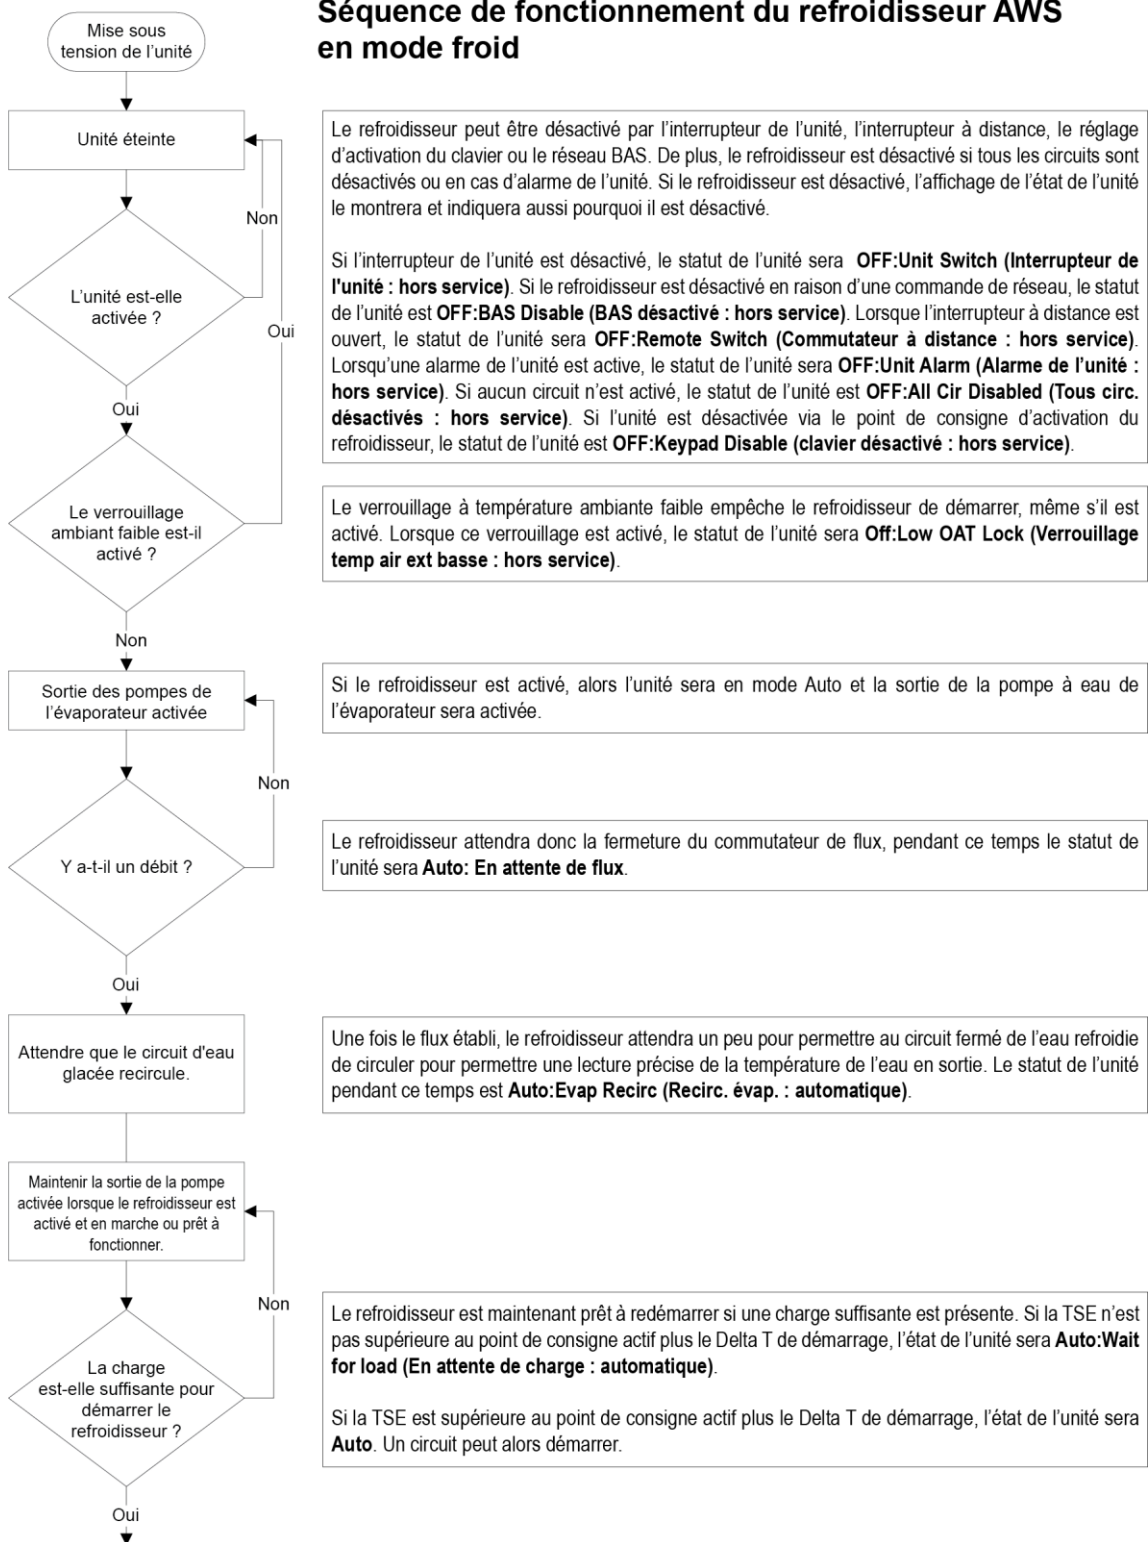 Séquence de fonctionnement du refroidisseur AWS
en mode froid
Mise sous
tension de l'unité
Unité éteinte
Le refroidisseur peut être désactivé par l'interrupteur de l'unité, l'interrupteur à distance, le réglage
d'activation du clavier ou le réseau BAS. De plus, le refroidisseur est désactivé si tous les circuits sont
désactivés ou en cas d'alarme de l'unité. Si le refroidisseur est désactivé, l'affichage de l'état de l'unité
le montrera et indiquera aussi pourquoi il est désactivé.
Si l'interrupteur de l'unité est désactivé, le statut de l'unité sera OFF:Unit Switch (Interrupteur de
l'unité : hors service). Si le refroidisseur est désactivé en raison d'une commande de réseau, le statut
de l'unité est OFF:BAS Disable (BAS désactivé : hors service). Lorsque l'interrupteur à distance est
ouvert, le statut de l'unité sera OFF:Remote Switch (Commutateur à distance : hors service).
Lorsqu'une alarme de l'unité est active, le statut de l'unité sera OFF:Unit Alarm (Alarme de l'unité :
hors service). Si aucun circuit n'est activé, le statut de l'unité est OFF:All Cir Disabled (Tous circ.
désactivés : hors service). Si l'unité est désactivée via le point de consigne d'activation du
refroidisseur, le statut de l'unité est OFF:Keypad Disable (clavier désactivé : hors service).
Non
L'unité est-elle
activée ?
Oui
Oui
Le verrouillage
ambiant faible est-il
activé ?
Le verrouillage à température ambiante faible empêche le refroidisseur de démarrer, même s'il est
activé. Lorsque ce verrouillage est activé, le statut de l'unité sera Off:Low OAT Lock (Verrouillage
temp air ext basse : hors service).
Non
Sortie des pompes de
l'évaporateur activée
Si le refroidisseur est activé, alors l'unité sera en mode Auto et la sortie de la pompe à eau de
l'évaporateur sera activée.
Non
Y a-t-il un débit ?
Le refroidisseur attendra donc la fermeture du commutateur de flux, pendant ce temps le statut de
l'unité sera Auto: En attente de flux.
Oui
Attendre que le circuit d'eau
glacée recircule.
Une fois le flux établi, le refroidisseur attendra un peu pour permettre au circuit fermé de l'eau refroidie
de circuler pour permettre une lecture précise de la température de l'eau en sortie. Le statut de l'unité
pendant ce temps est Auto:Evap Recirc (Recirc. évap. : automatique).
Maintenir la sortie de la pompe
activée lorsque le refroidisseur est
activé et en marche ou prêt à
fonctionner.
Non
La charge
est-elle suffisante pour
démarrer le
refroidisseur ?
Le refroidisseur est maintenant prêt à redémarrer si une charge suffisante est présente. Si la TSE n'est
pas supérieure au point de consigne actif plus le Delta T de démarrage, l'état de l'unité sera Auto:Wait
for load (En attente de charge : automatique).
Si la TSE est supérieure au point de consigne actif plus le Delta T de démarrage, l'état de l'unité sera
Auto. Un circuit peut alors démarrer.
Oui